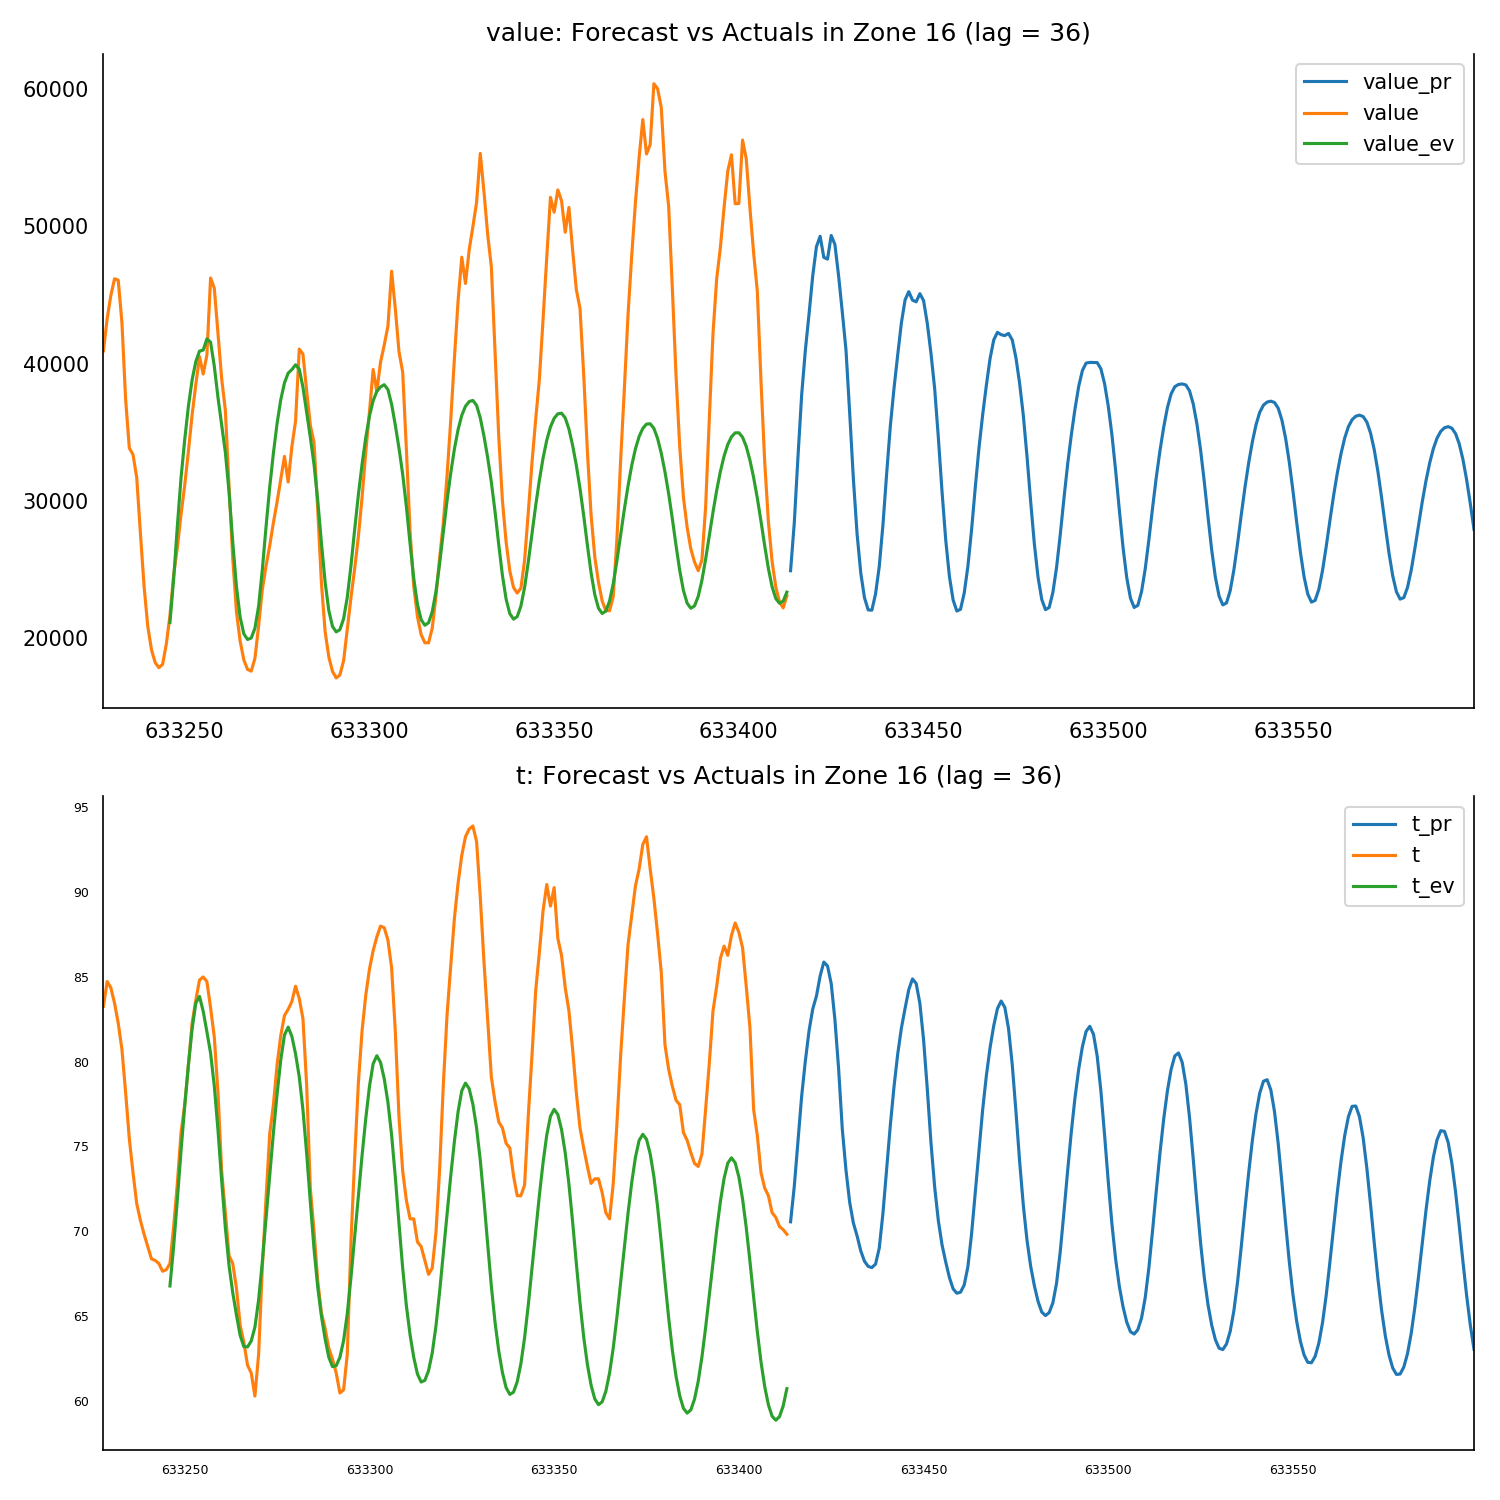 value: Forecast vs Actuals in Zone 16 (lag = 36)
60000
50000
40000
30000
20000
value_pr
value
value_ev
633250 633300 633350 633400 633450 633500 633550
t: Forecast vs Actuals in Zone 16 (lag = 36)
95
90
85
80
75
70
65
60
t_pr
t
t_ev
633250 633300 633350 633400 633450 633500 633550